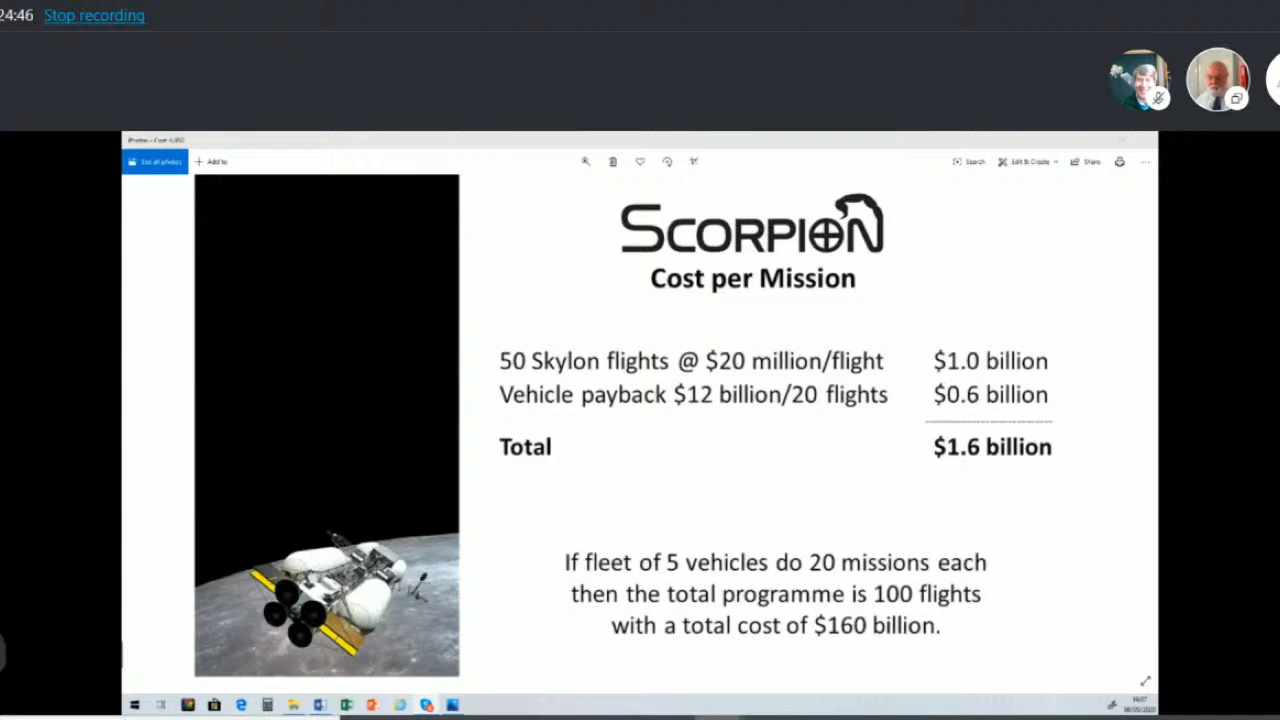 24:46 Stop recording
See all photos
Add to
Search
Edit & Create
Share
SCORPION
Cost per Mission
50 Skylon flights @ $20 million/flight $1.0 billion
Vehicle payback $12 billion/20 flights $0.6 billion
Total $1.6 billion
If fleet of 5 vehicles do 20 missions each
then the total programme is 100 flights
with a total cost of $160 billion.